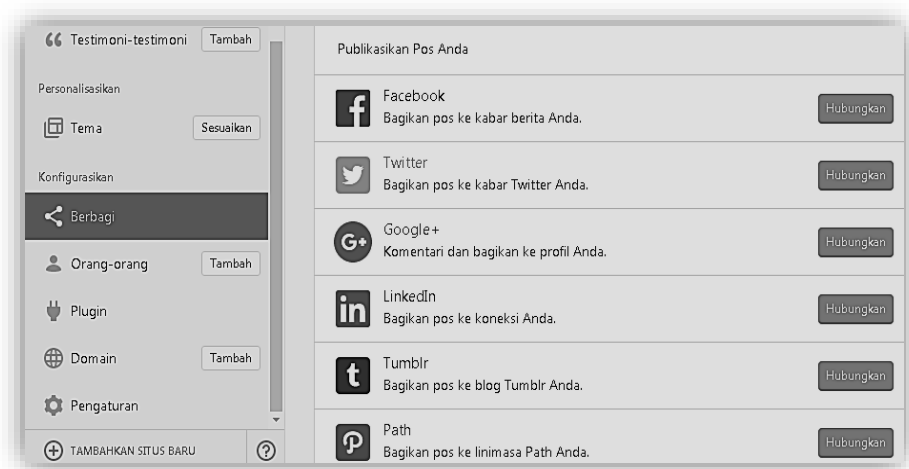 Testimoni-testimoni Tambah
Personalisasikan
Tema Sesuaikan
Konfigurasikan
Berbagi
Orang-orang Tambah
Plugin
Domain Tambah
Pengaturan
TAMBAHKAN SITUS BARU ?
Publikasikan Pos Anda
Facebook
Bagikan pos ke kabar berita Anda.
Hubungkan
Twitter
Bagikan pos ke kabar Twitter Anda.
Hubungkan
G+
Google+
Komentari dan bagikan ke profil Anda.
Hubungkan
in
LinkedIn
Bagikan pos ke koneksi Anda.
Hubungkan
t
Tumblr
Bagikan pos ke blog Tumblr Anda.
Hubungkan
Path
Bagikan pos ke linimasa Path Anda.
Hubungkan